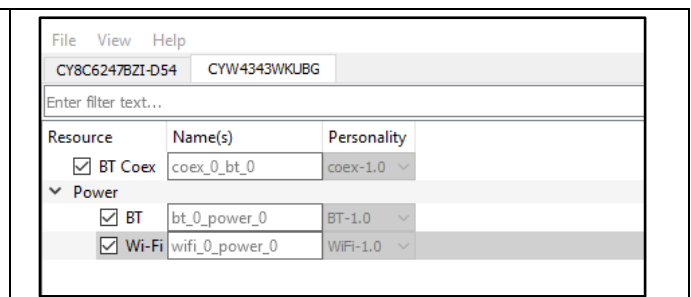 File View Help
CY8C6247BZI-D54 CYW4343WKUBG
Enter filter text...
Resource Name(s) Personality
BT Coex coex_0_bt_0 coex-1.0
Power
BT bt_0_power_0 BT-1.0
Wi-Fi wifi_0_power_0 WiFi-1.0